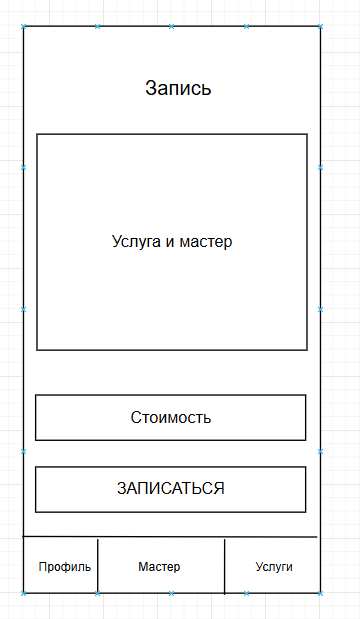 Запись
Услуга и мастер
Стоимость
ЗАПИСАТЬСЯ
Профиль
Мастер
Услуги